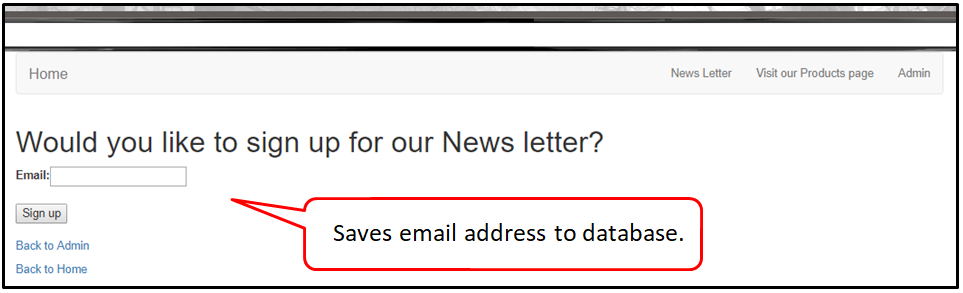 Home News Letter Visit our Products page Admin
Would you like to sign up for our News letter?
Email:
Sign up
Saves email address to database.
Back to Admin
Back to Home